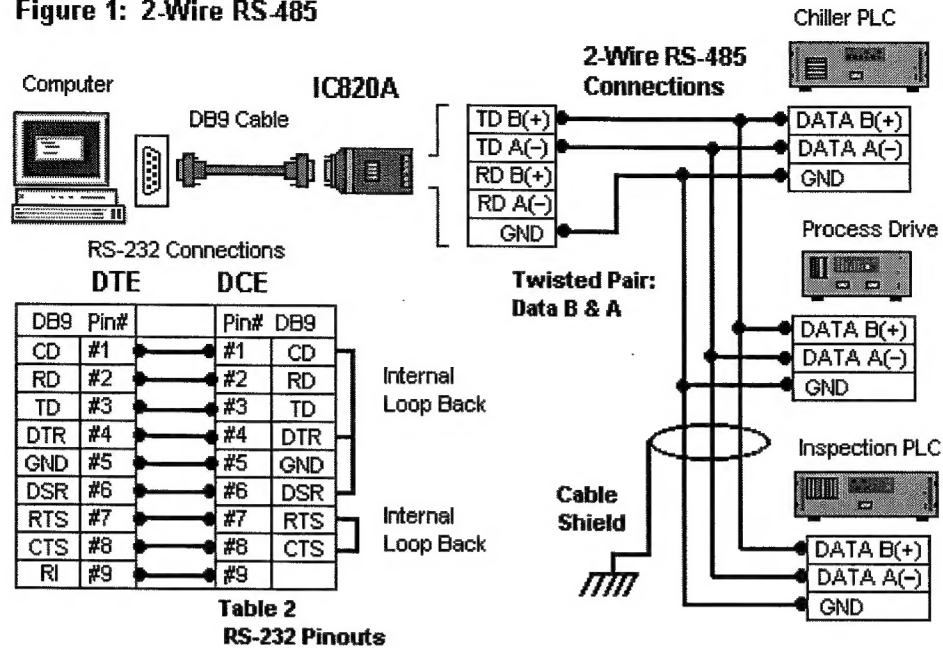 Figure 1: 2-Wire RS-485
Chiller PLC
Computer
IC820A
2-Wire RS-485
Connections
DB9 Cable
TD B(+)
TD A(-)
RD B(+)
RD A(-)
GND
DATA B(+)
DATA A(-)
GND
Process Drive
RS-232 Connections
DTE DCE
Twisted Pair:
Data B & A
DB9 Pin# Pin# DB9
CD #1 #1 CD
RD #2 #2 RD
TD #3 #3 TD
DTR #4 #4 DTR
GND #5 #5 GND
DSR #6 #6 DSR
RTS #7 #7 RTS
CTS #8 #8 CTS
RI #9 #9
Internal
Loop Back
Internal
Loop Back
DATA B(+)
DATA A(-)
GND
Inspection PLC
Cable
Shield
DATA B(+)
DATA A(-)
GND
Table 2
RS-232 Pinouts